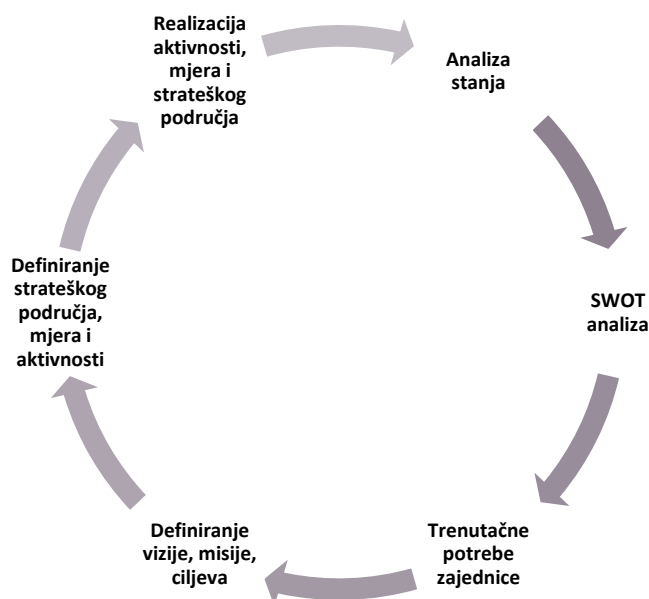 Realizacija
aktivnosti,
mjera i
strateškog
područja
Analiza
stanja
SWOT
analiza
Trenutačne
potrebe
zajednice
Definiranje
vizije, misije,
ciljeva
Definiranje
strateškog
područja,
mjera i
aktivnosti